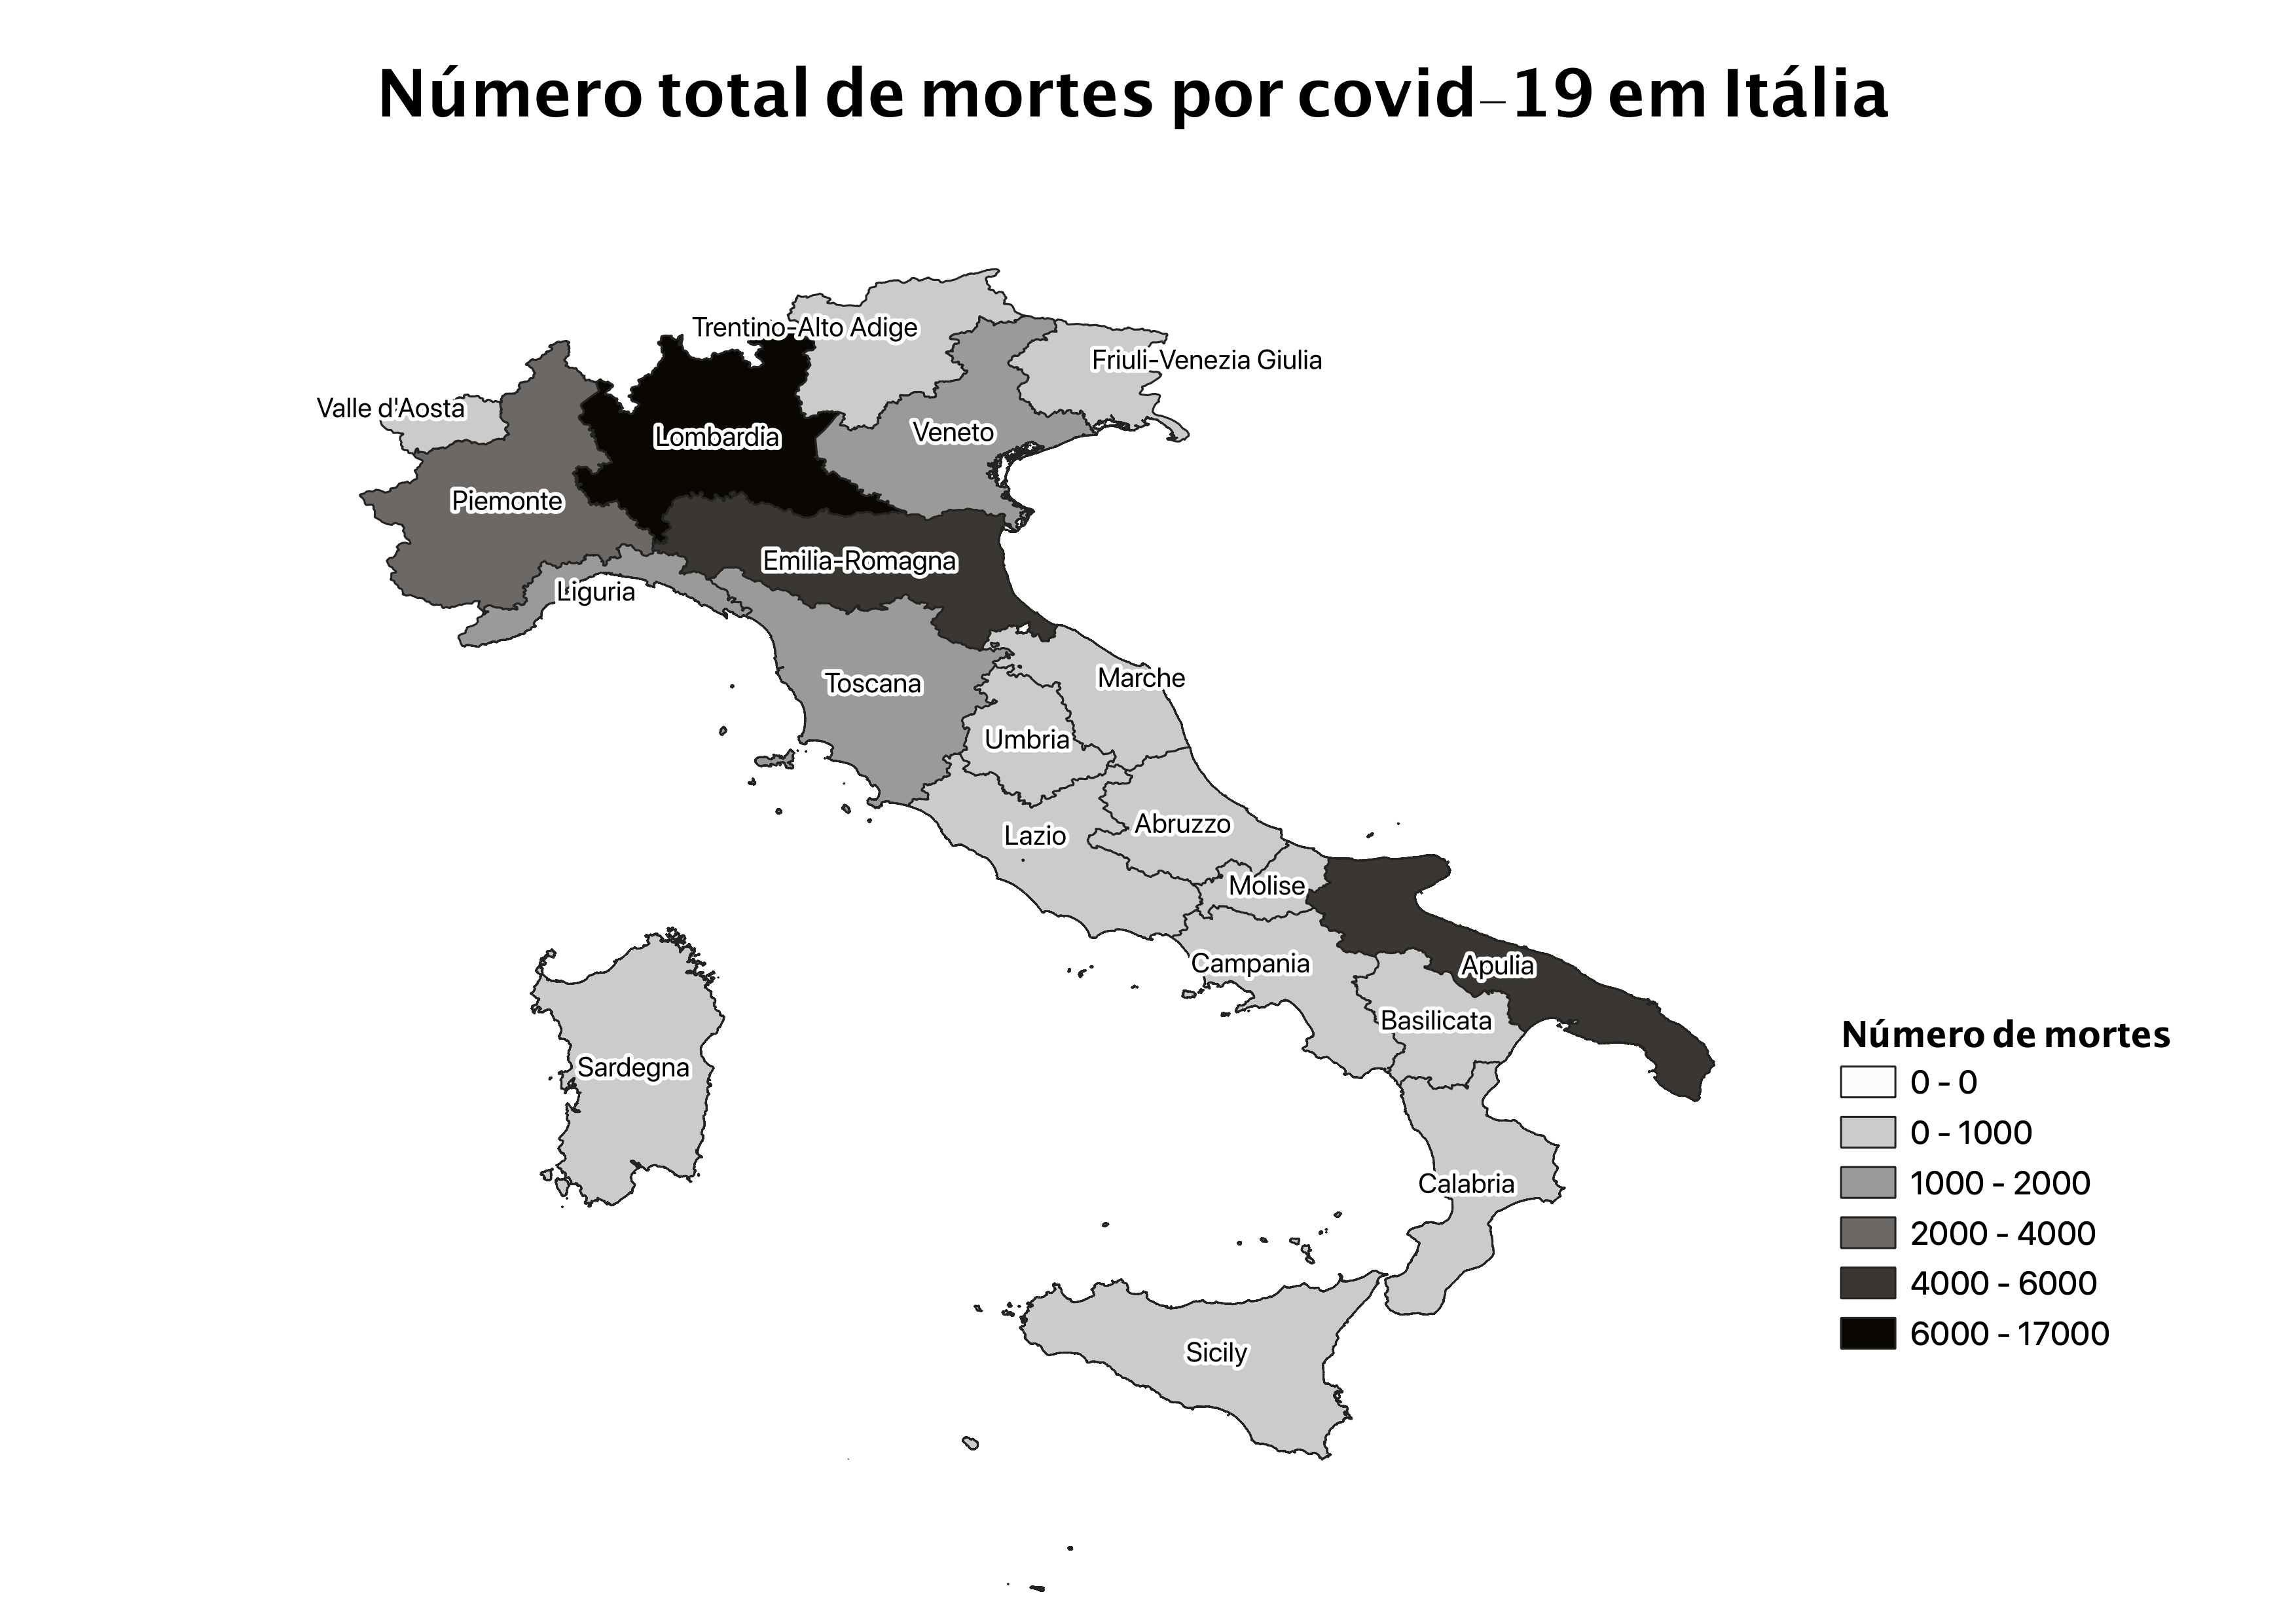 Número total de mortes por covid–19 em Itália
Trentino-Alto Adige
Friuli-Venezia Giulia
Valle d'Aosta
Lombardia
Veneto
Piemonte
Emilia-Romagna
Liguria
Marche
Toscana
Umbria
Abruzzo
Lazio
Molise
Campania
Apulia
Basilicata
Sardegna
Calabria
Sicily
Número de mortes
0 - 0
0 - 1000
1000 - 2000
2000 - 4000
4000 - 6000
6000 - 17000